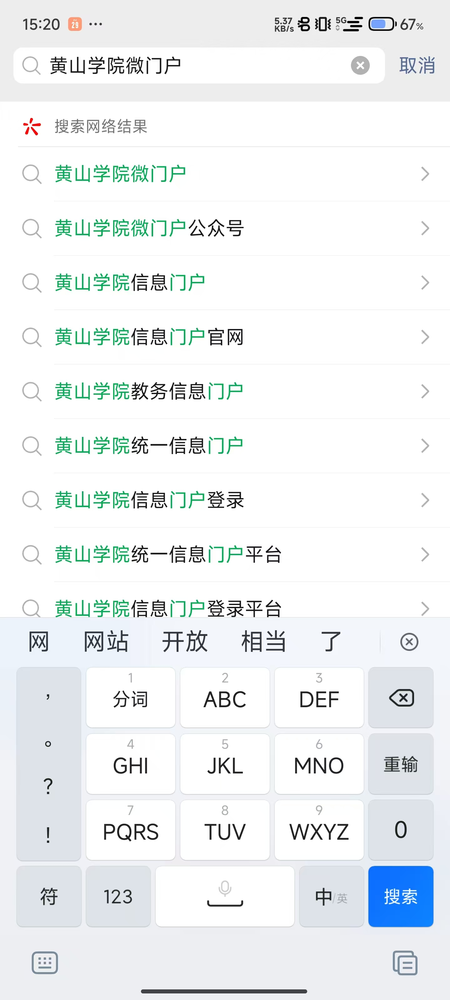 15:20 Fri 29 ··· 5.37 KB/s 5G 67%
黄山学院微门户 取消
搜索网络结果
黄山学院微门户
黄山学院微门户公众号
黄山学院信息门户
黄山学院信息门户官网
黄山学院教务信息门户
黄山学院统一信息门户
黄山学院信息门户登录
黄山学院统一信息门户平台
黄山学院信息门户登录平台
网 网站 开放 相当 了
， 1 分词 2 ABC 3 DEF
。 4 GHI 5 JKL 6 MNO 重输
？
！ 7 PQRS 8 TUV 9 WXYZ 0
符 123 中/英 搜索